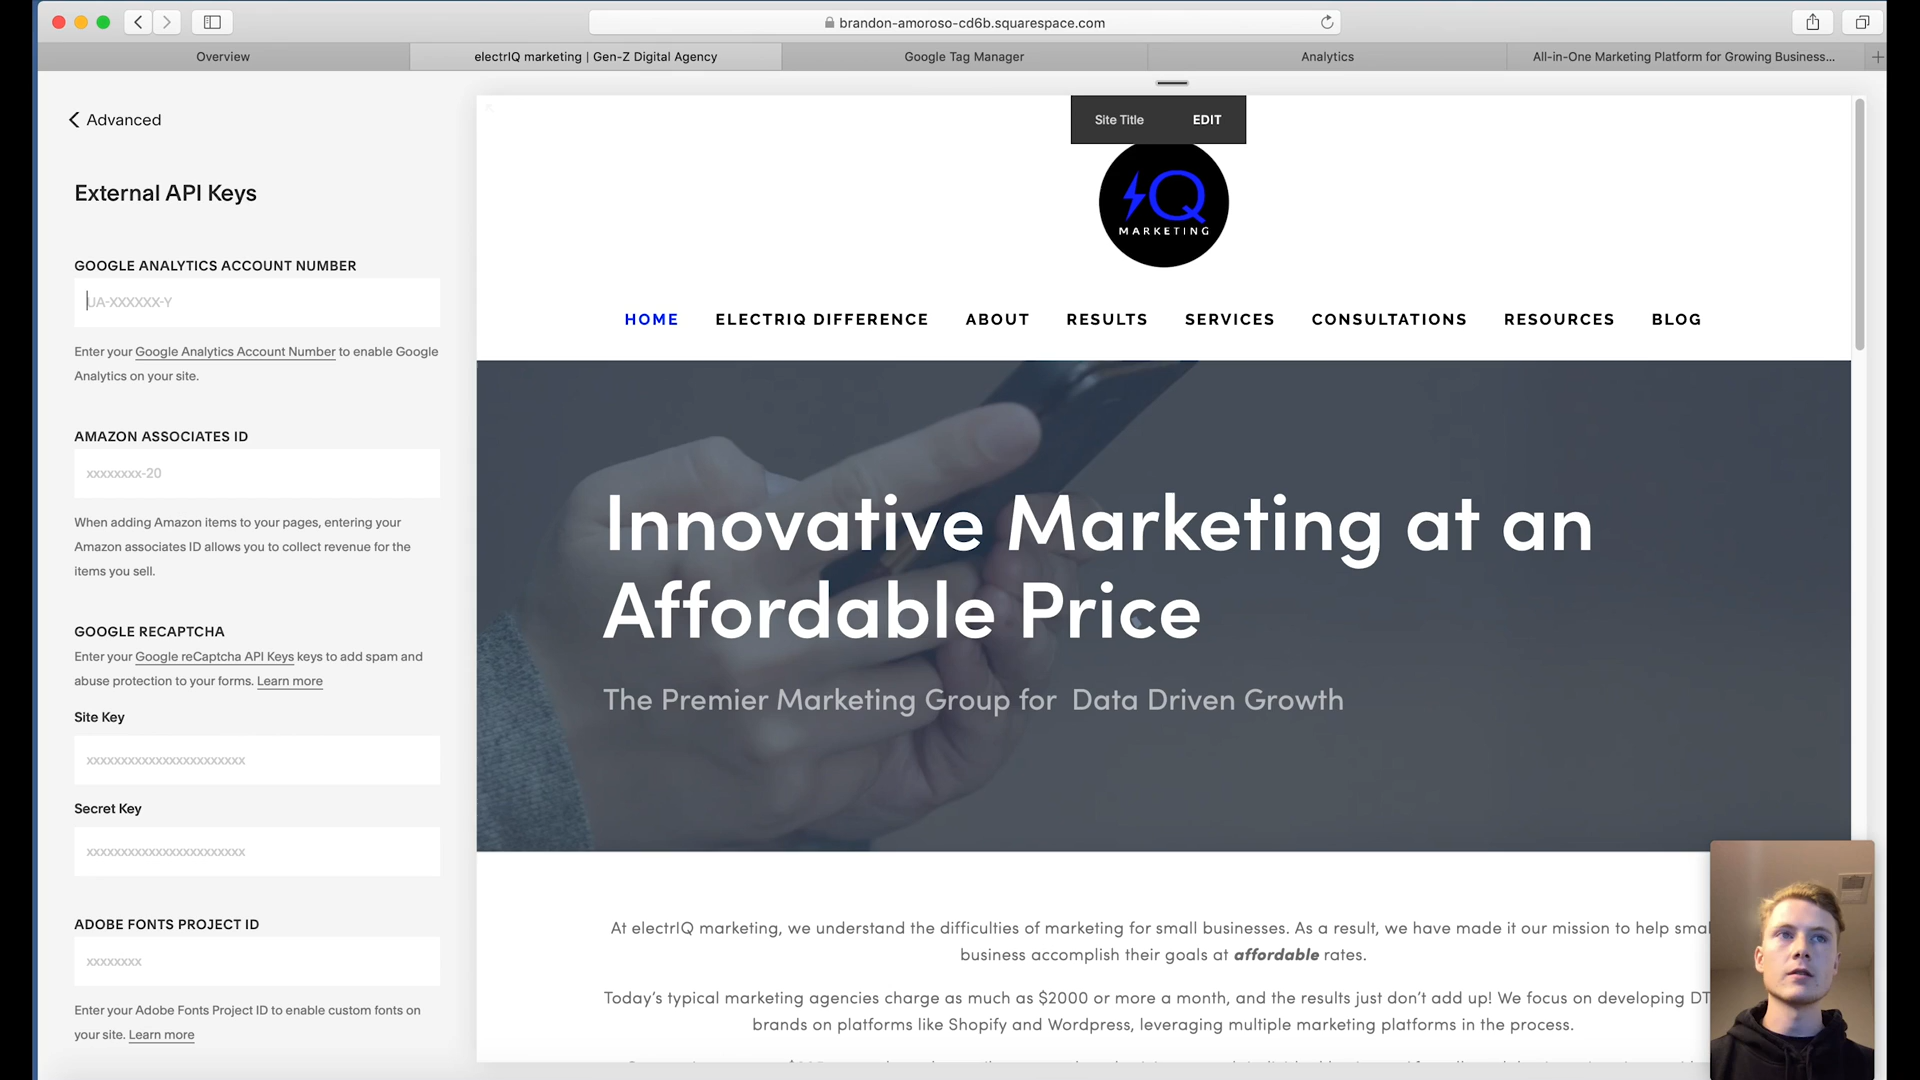 brandon-amoroso-cd6b.squarespace.com
Overview
electrIQ marketing | Gen-Z Digital Agency
Google Tag Manager
Analytics
All-in-One Marketing Platform for Growing Business...
Advanced
External API Keys
GOOGLE ANALYTICS ACCOUNT NUMBER
UA-XXXXXX-Y
Enter your Google Analytics Account Number to enable Google
Analytics on your site.
AMAZON ASSOCIATES ID
xxxxxxxx-20
When adding Amazon items to your pages, entering your
Amazon associates ID allows you to collect revenue for the
items you sell.
GOOGLE RECAPTCHA
Enter your Google reCaptcha API Keys keys to add spam and
abuse protection to your forms. Learn more
Site Key
xxxxxxxxxxxxxxxxxxxxxxx
Secret Key
xxxxxxxxxxxxxxxxxxxxxxx
ADOBE FONTS PROJECT ID
xxxxxxxx
Enter your Adobe Fonts Project ID to enable custom fonts on
your site. Learn more
Site Title EDIT
Q
MARKETING
HOME ELECTRIQ DIFFERENCE ABOUT RESULTS SERVICES CONSULTATIONS RESOURCES BLOG
Innovative Marketing at an
Affordable Price
The Premier Marketing Group for Data Driven Growth
At electrIQ marketing, we understand the difficulties of marketing for small businesses. As a result, we have made it our mission to help smal
business accomplish their goals at affordable rates.
Today's typical marketing agencies charge as much as $2000 or more a month, and the results just don't add up! We focus on developing DT
brands on platforms like Shopify and Wordpress, leveraging multiple marketing platforms in the process.